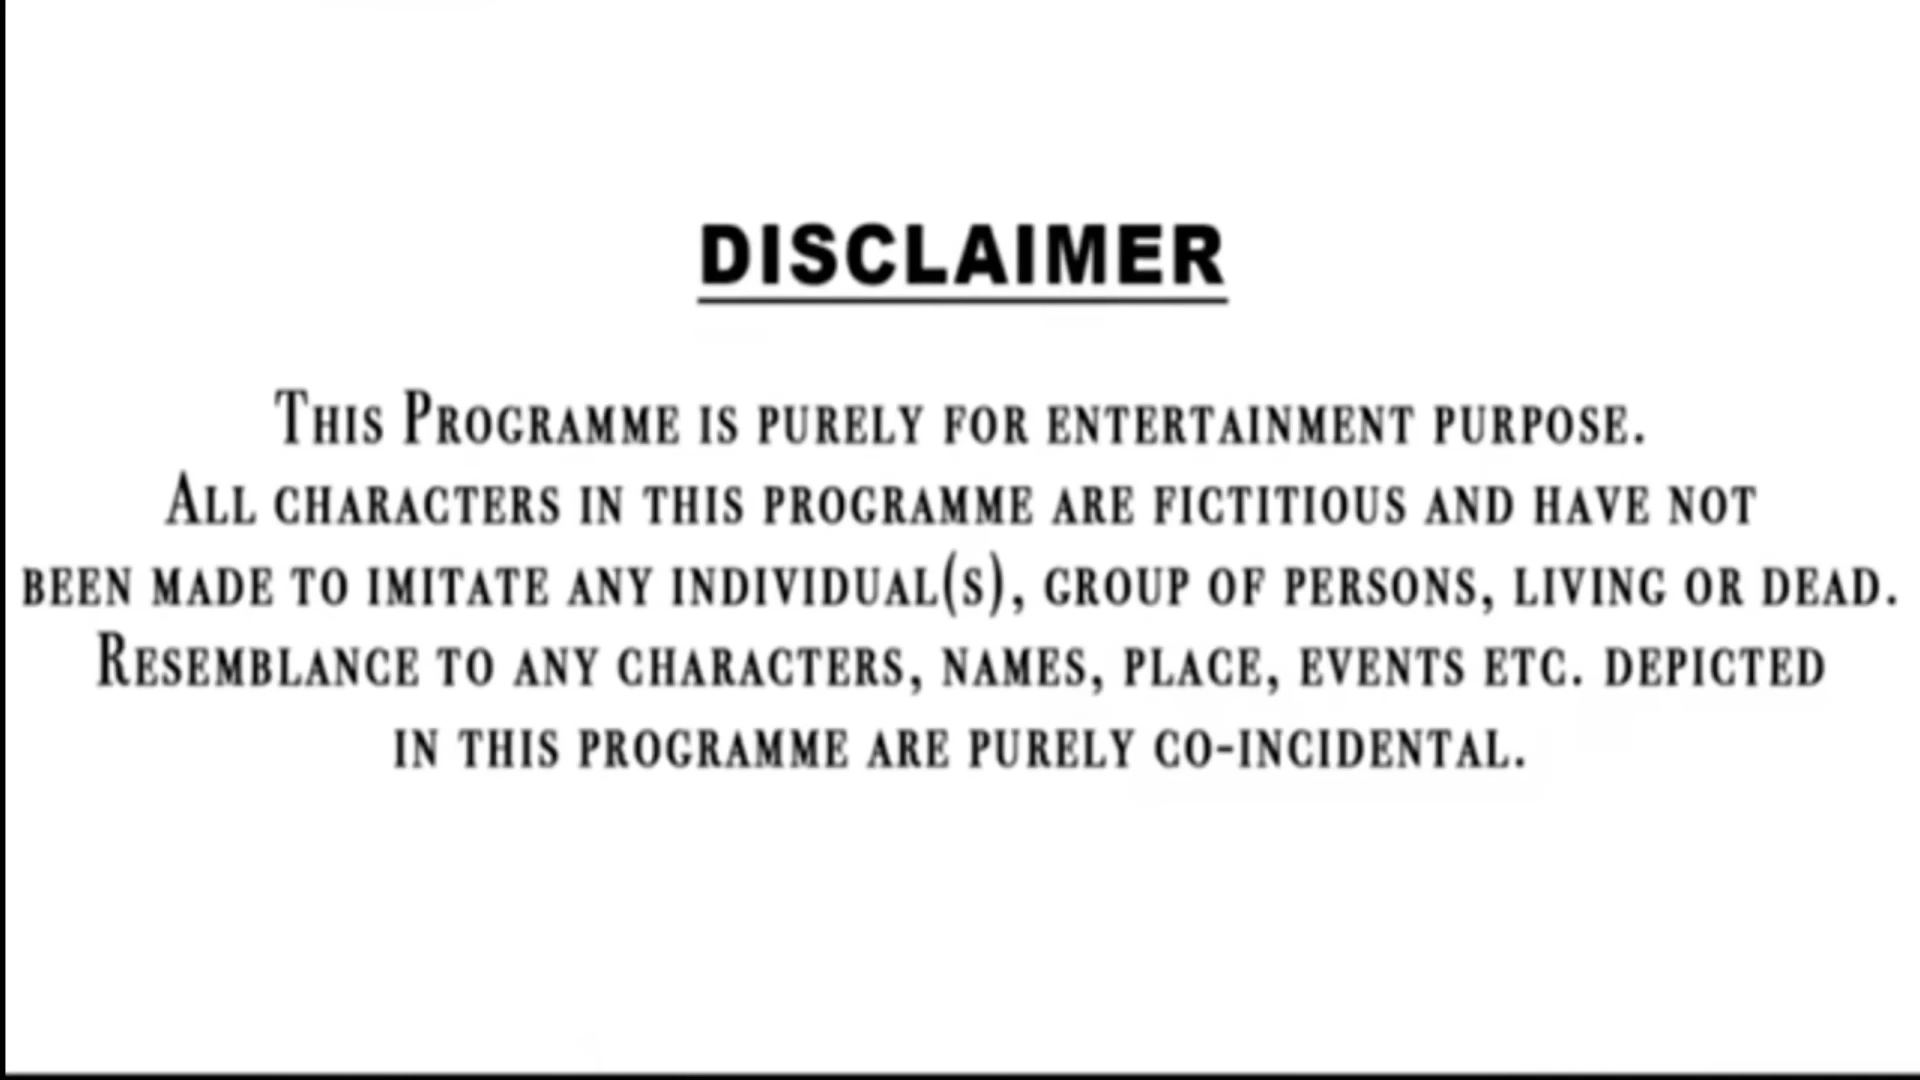 DISCLAIMER
This Programme is purely for entertainment purpose.
All characters in this programme are fictitious and have not
been made to imitate any individual(s), group of persons, living or dead.
Resemblance to any characters, names, place, events etc. depicted
in this programme are purely co-incidental.